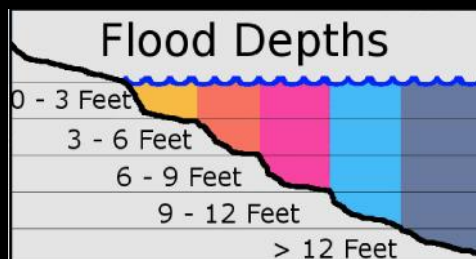 Flood Depths
0 - 3 Feet
3 - 6 Feet
6 - 9 Feet
9 - 12 Feet
> 12 Feet